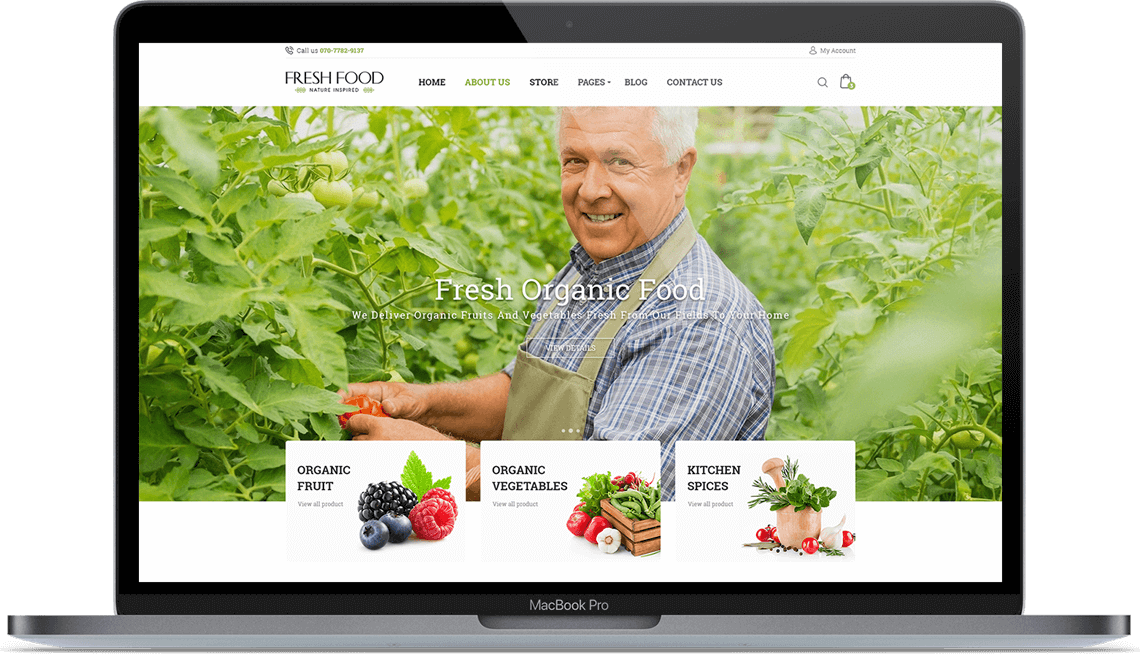 Call us 070-7782-9137
My Account
FRESH FOOD
NATURE INSPIRED
HOME
ABOUT US
STORE
PAGES
BLOG
CONTACT US
3
Fresh Organic Food
We Deliver Organic Fruits And Vegetables Fresh From Our Fields To Your Home
VIEW DETAILS
ORGANIC
FRUIT
View all product
ORGANIC
VEGETABLES
View all product
KITCHEN
SPICES
View all product
MacBook Pro